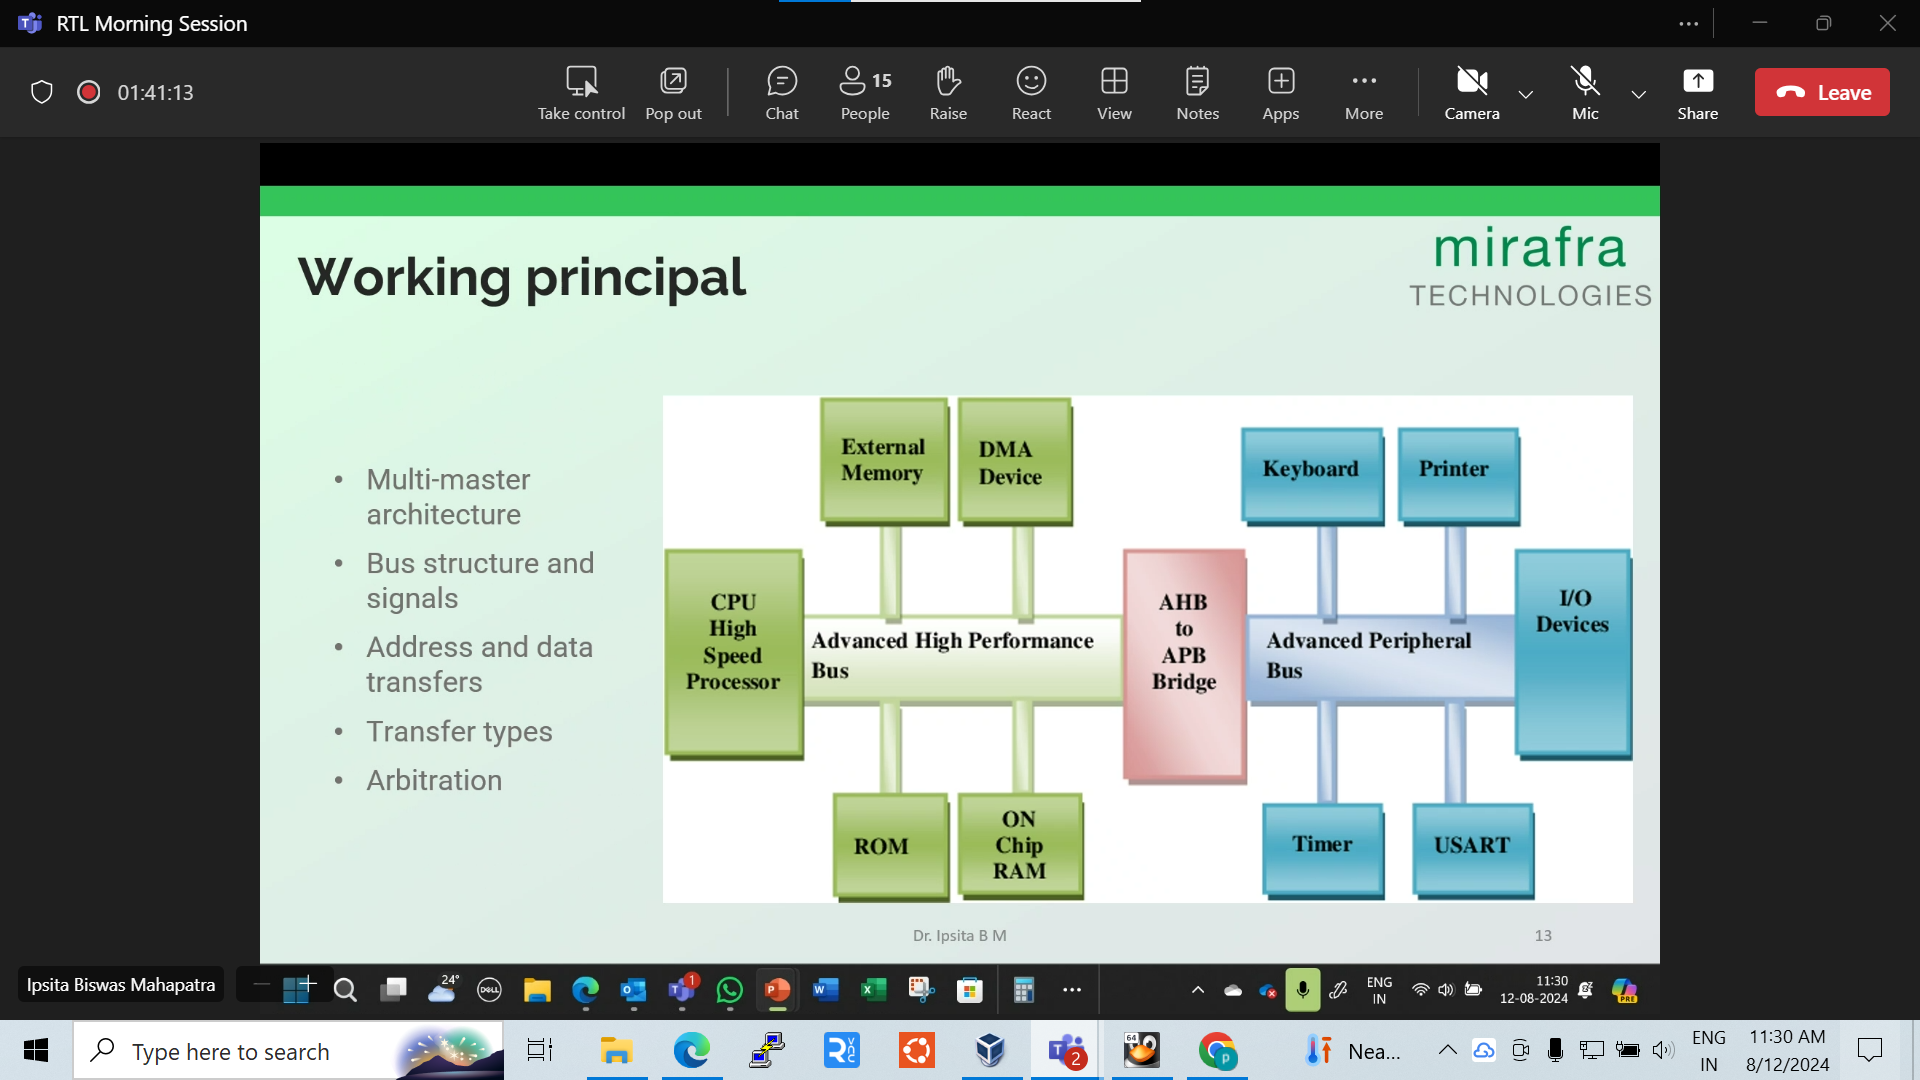 RTL Morning Session
01:41:13
Take control
Pop out
Chat
15
People
Raise
React
View
Notes
Apps
More
Camera
Mic
Share
Leave
Working principal
mirafra
TECHNOLOGIES
• Multi-master
architecture
• Bus structure and
signals
• Address and data
transfers
• Transfer types
• Arbitration
External
Memory
DMA
Device
Keyboard
Printer
CPU
High
Speed
Processor
Advanced High Performance
Bus
AHB
to
APB
Bridge
Advanced Peripheral
Bus
I/O
Devices
ROM
ON
Chip
RAM
Timer
USART
Dr. Ipsita B M
13
Ipsita Biswas Mahapatra
24°
DELL
1
ENG
IN
11:30
12-08-2024
PRE
Type here to search
2
64
p
Nea...
ENG
IN
11:30 AM
8/12/2024